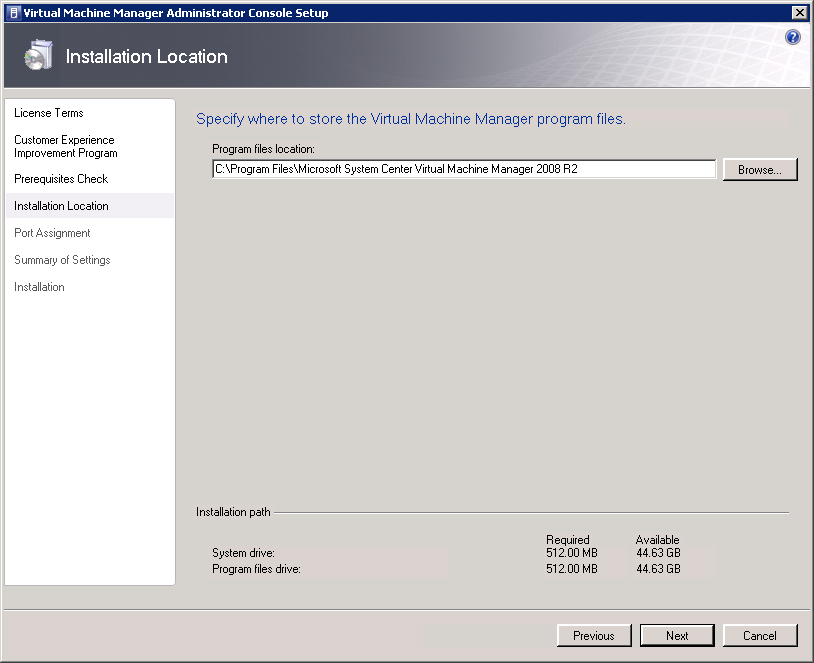 Virtual Machine Manager Administrator Console Setup
Installation Location
License Terms
Customer Experience
Improvement Program
Prerequisites Check
Installation Location
Port Assignment
Summary of Settings
Installation
Specify where to store the Virtual Machine Manager program files.
Program files location:
C:\Program Files\Microsoft System Center Virtual Machine Manager 2008 R2
Browse...
Installation path
Required Available
System drive: 512.00 MB 44.63 GB
Program files drive: 512.00 MB 44.63 GB
Previous Next Cancel